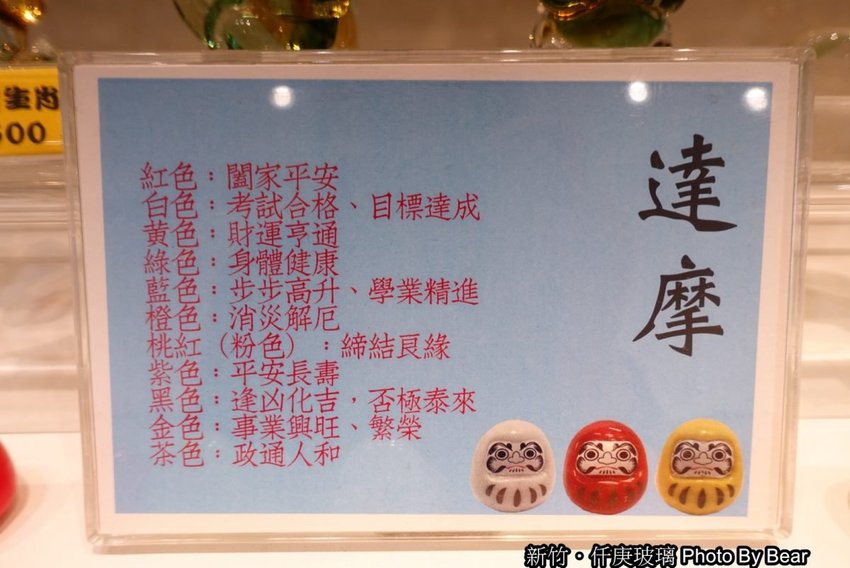 生肖
600
達摩
紅色：闔家平安
白色：考試合格、目標達成
黃色：財運亨通
綠色：身體健康
藍色：步步高升、學業精進
橙色：消災解厄
桃紅（粉色）：締結良緣
紫色：平安長壽
黑色：逢凶化吉，否極泰來
金色：事業興旺、繁榮
茶色：政通人和
新竹・仟庚玻璃 Photo By Bear